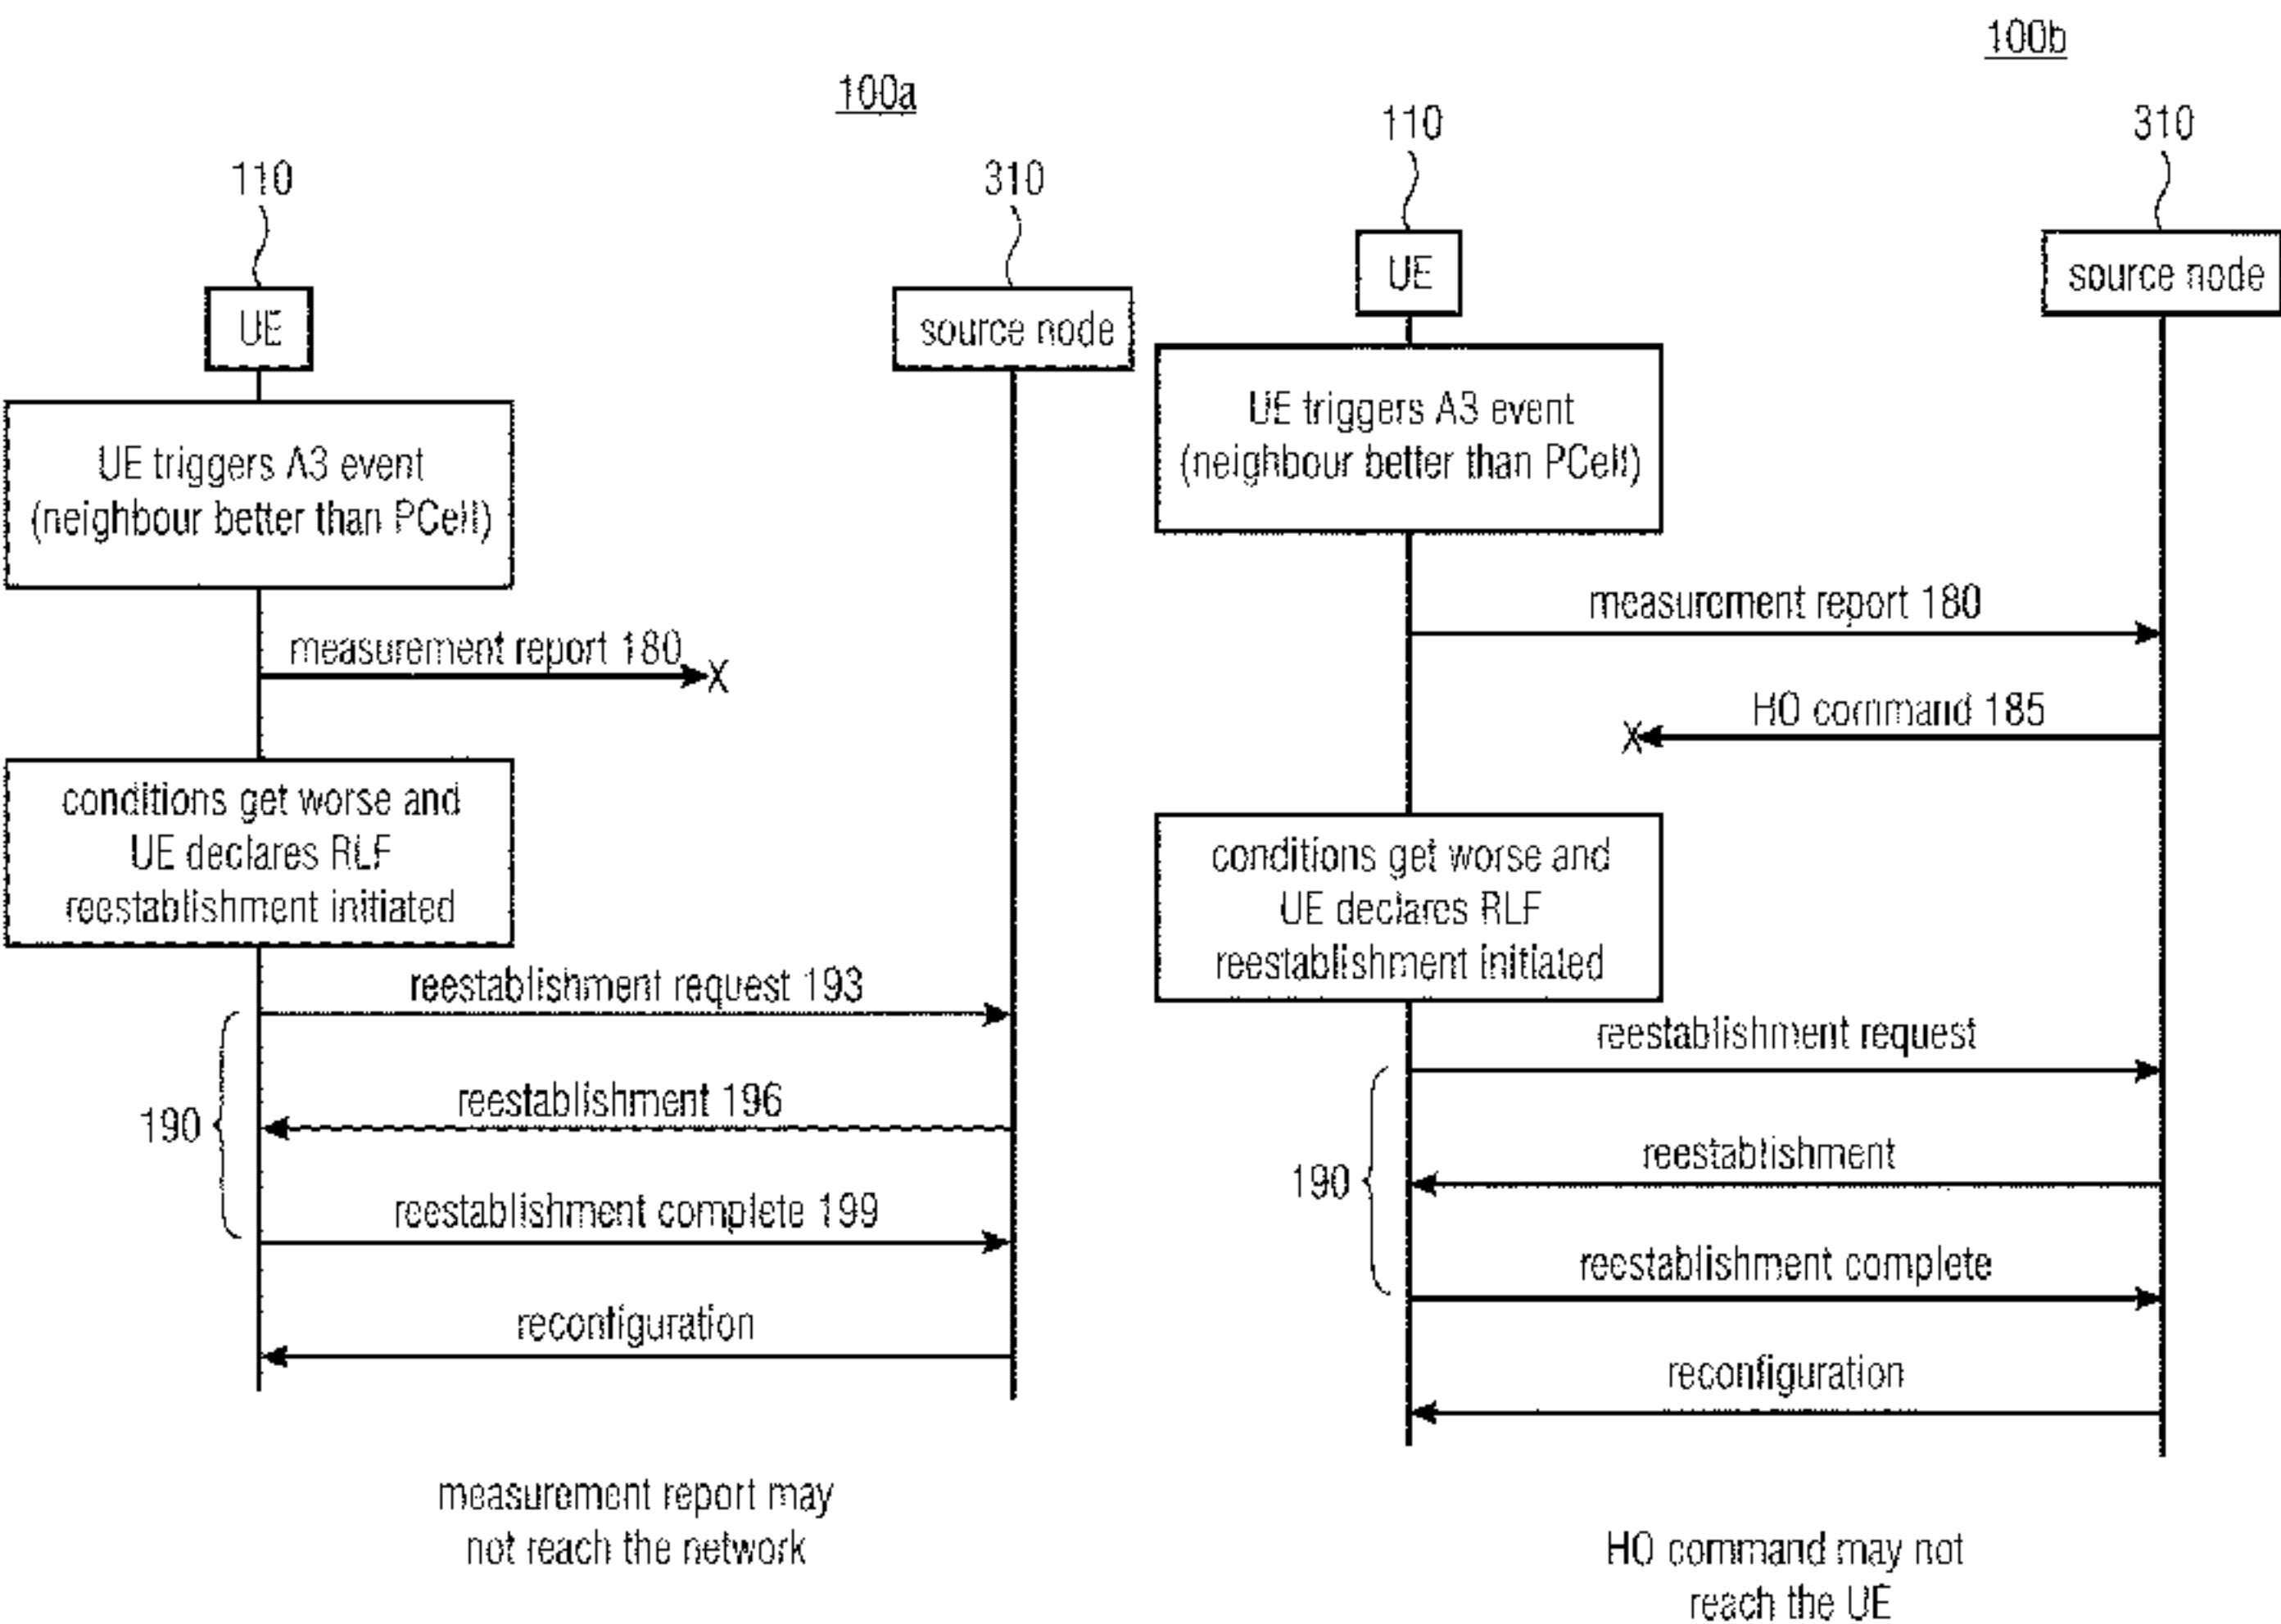 100a
110
310
UE
source node
UE triggers A3 event
(neighbour better than PCell)
measurement report 180
X
conditions get worse and
UE declares RLF
reestablishment initiated
reestablishment request 193
reestablishment 196
190
reestablishment complete 199
reconfiguration
measurement report may
not reach the network
100b
110
310
UE
source node
UE triggers A3 event
(neighbour better than PCell)
measurement report 180
HO command 185
X
conditions get worse and
UE declares RLF
reestablishment initiated
reestablishment request
reestablishment
190
reestablishment complete
reconfiguration
HO command may not
reach the UE